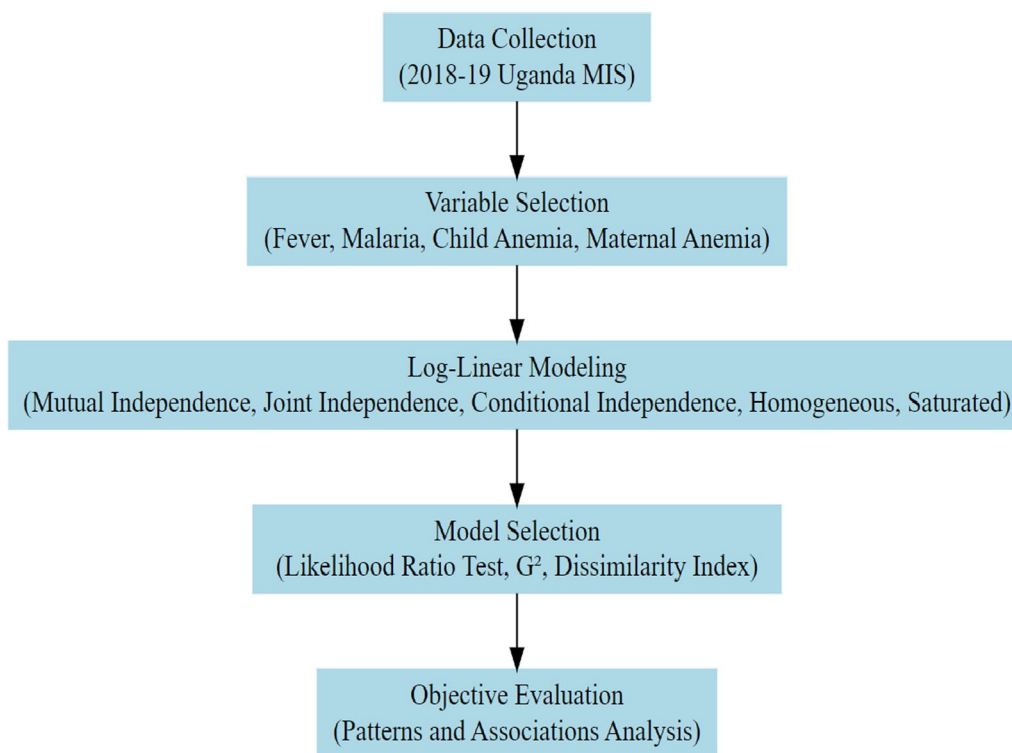 Data Collection
(2018-19 Uganda MIS)
Variable Selection
(Fever, Malaria, Child Anemia, Maternal Anemia)
Log-Linear Modeling
(Mutual Independence, Joint Independence, Conditional Independence, Homogeneous, Saturated)
Model Selection
(Likelihood Ratio Test, G², Dissimilarity Index)
Objective Evaluation
(Patterns and Associations Analysis)